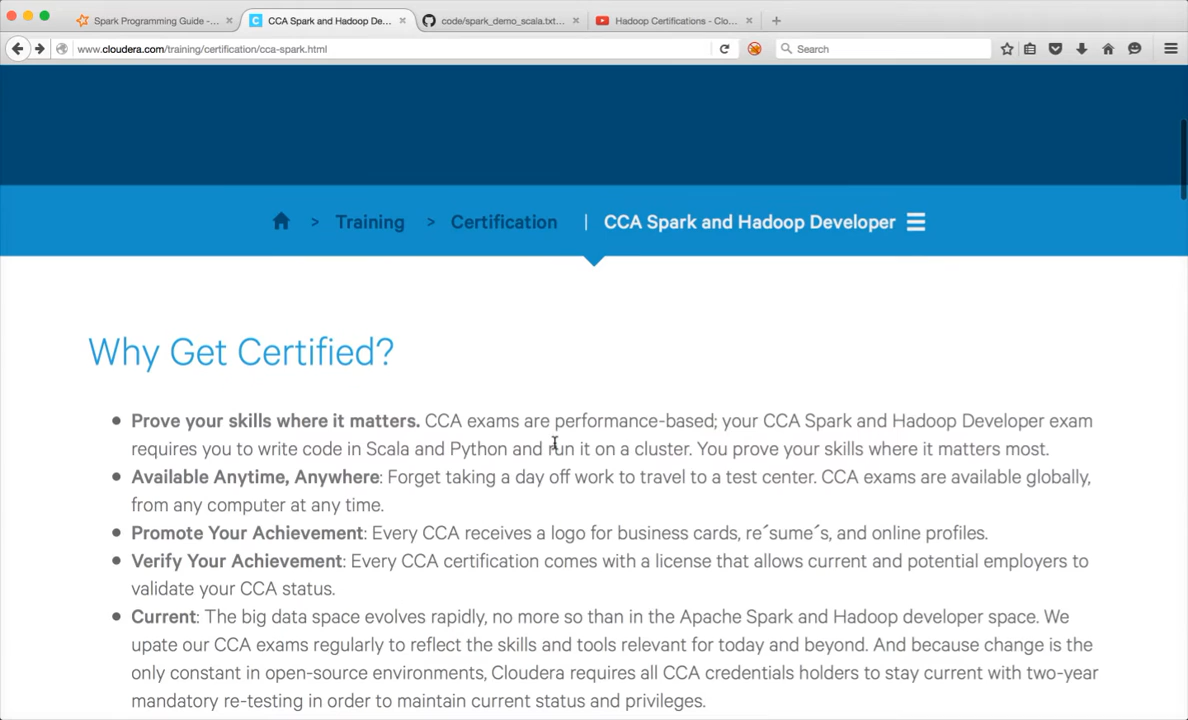 Spark Programming Guide -... × CCA Spark and Hadoop De... × code/spark_demo_scala.txt... × Hadoop Certifications - Clo... × +
www.cloudera.com/training/certification/cca-spark.html Search
> Training > Certification | CCA Spark and Hadoop Developer
Why Get Certified?
• Prove your skills where it matters. CCA exams are performance-based; your CCA Spark and Hadoop Developer exam
requires you to write code in Scala and Python and run it on a cluster. You prove your skills where it matters most.
• Available Anytime, Anywhere: Forget taking a day off work to travel to a test center. CCA exams are available globally,
from any computer at any time.
• Promote Your Achievement: Every CCA receives a logo for business cards, re´sume´s, and online profiles.
• Verify Your Achievement: Every CCA certification comes with a license that allows current and potential employers to
validate your CCA status.
• Current: The big data space evolves rapidly, no more so than in the Apache Spark and Hadoop developer space. We
upate our CCA exams regularly to reflect the skills and tools relevant for today and beyond. And because change is the
only constant in open-source environments, Cloudera requires all CCA credentials holders to stay current with two-year
mandatory re-testing in order to maintain current status and privileges.